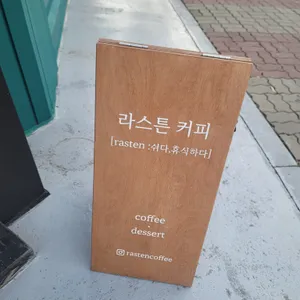 라스튼 커피
[rasten :쉬다,휴식하다]
coffee
·
dessert
rastencoffee